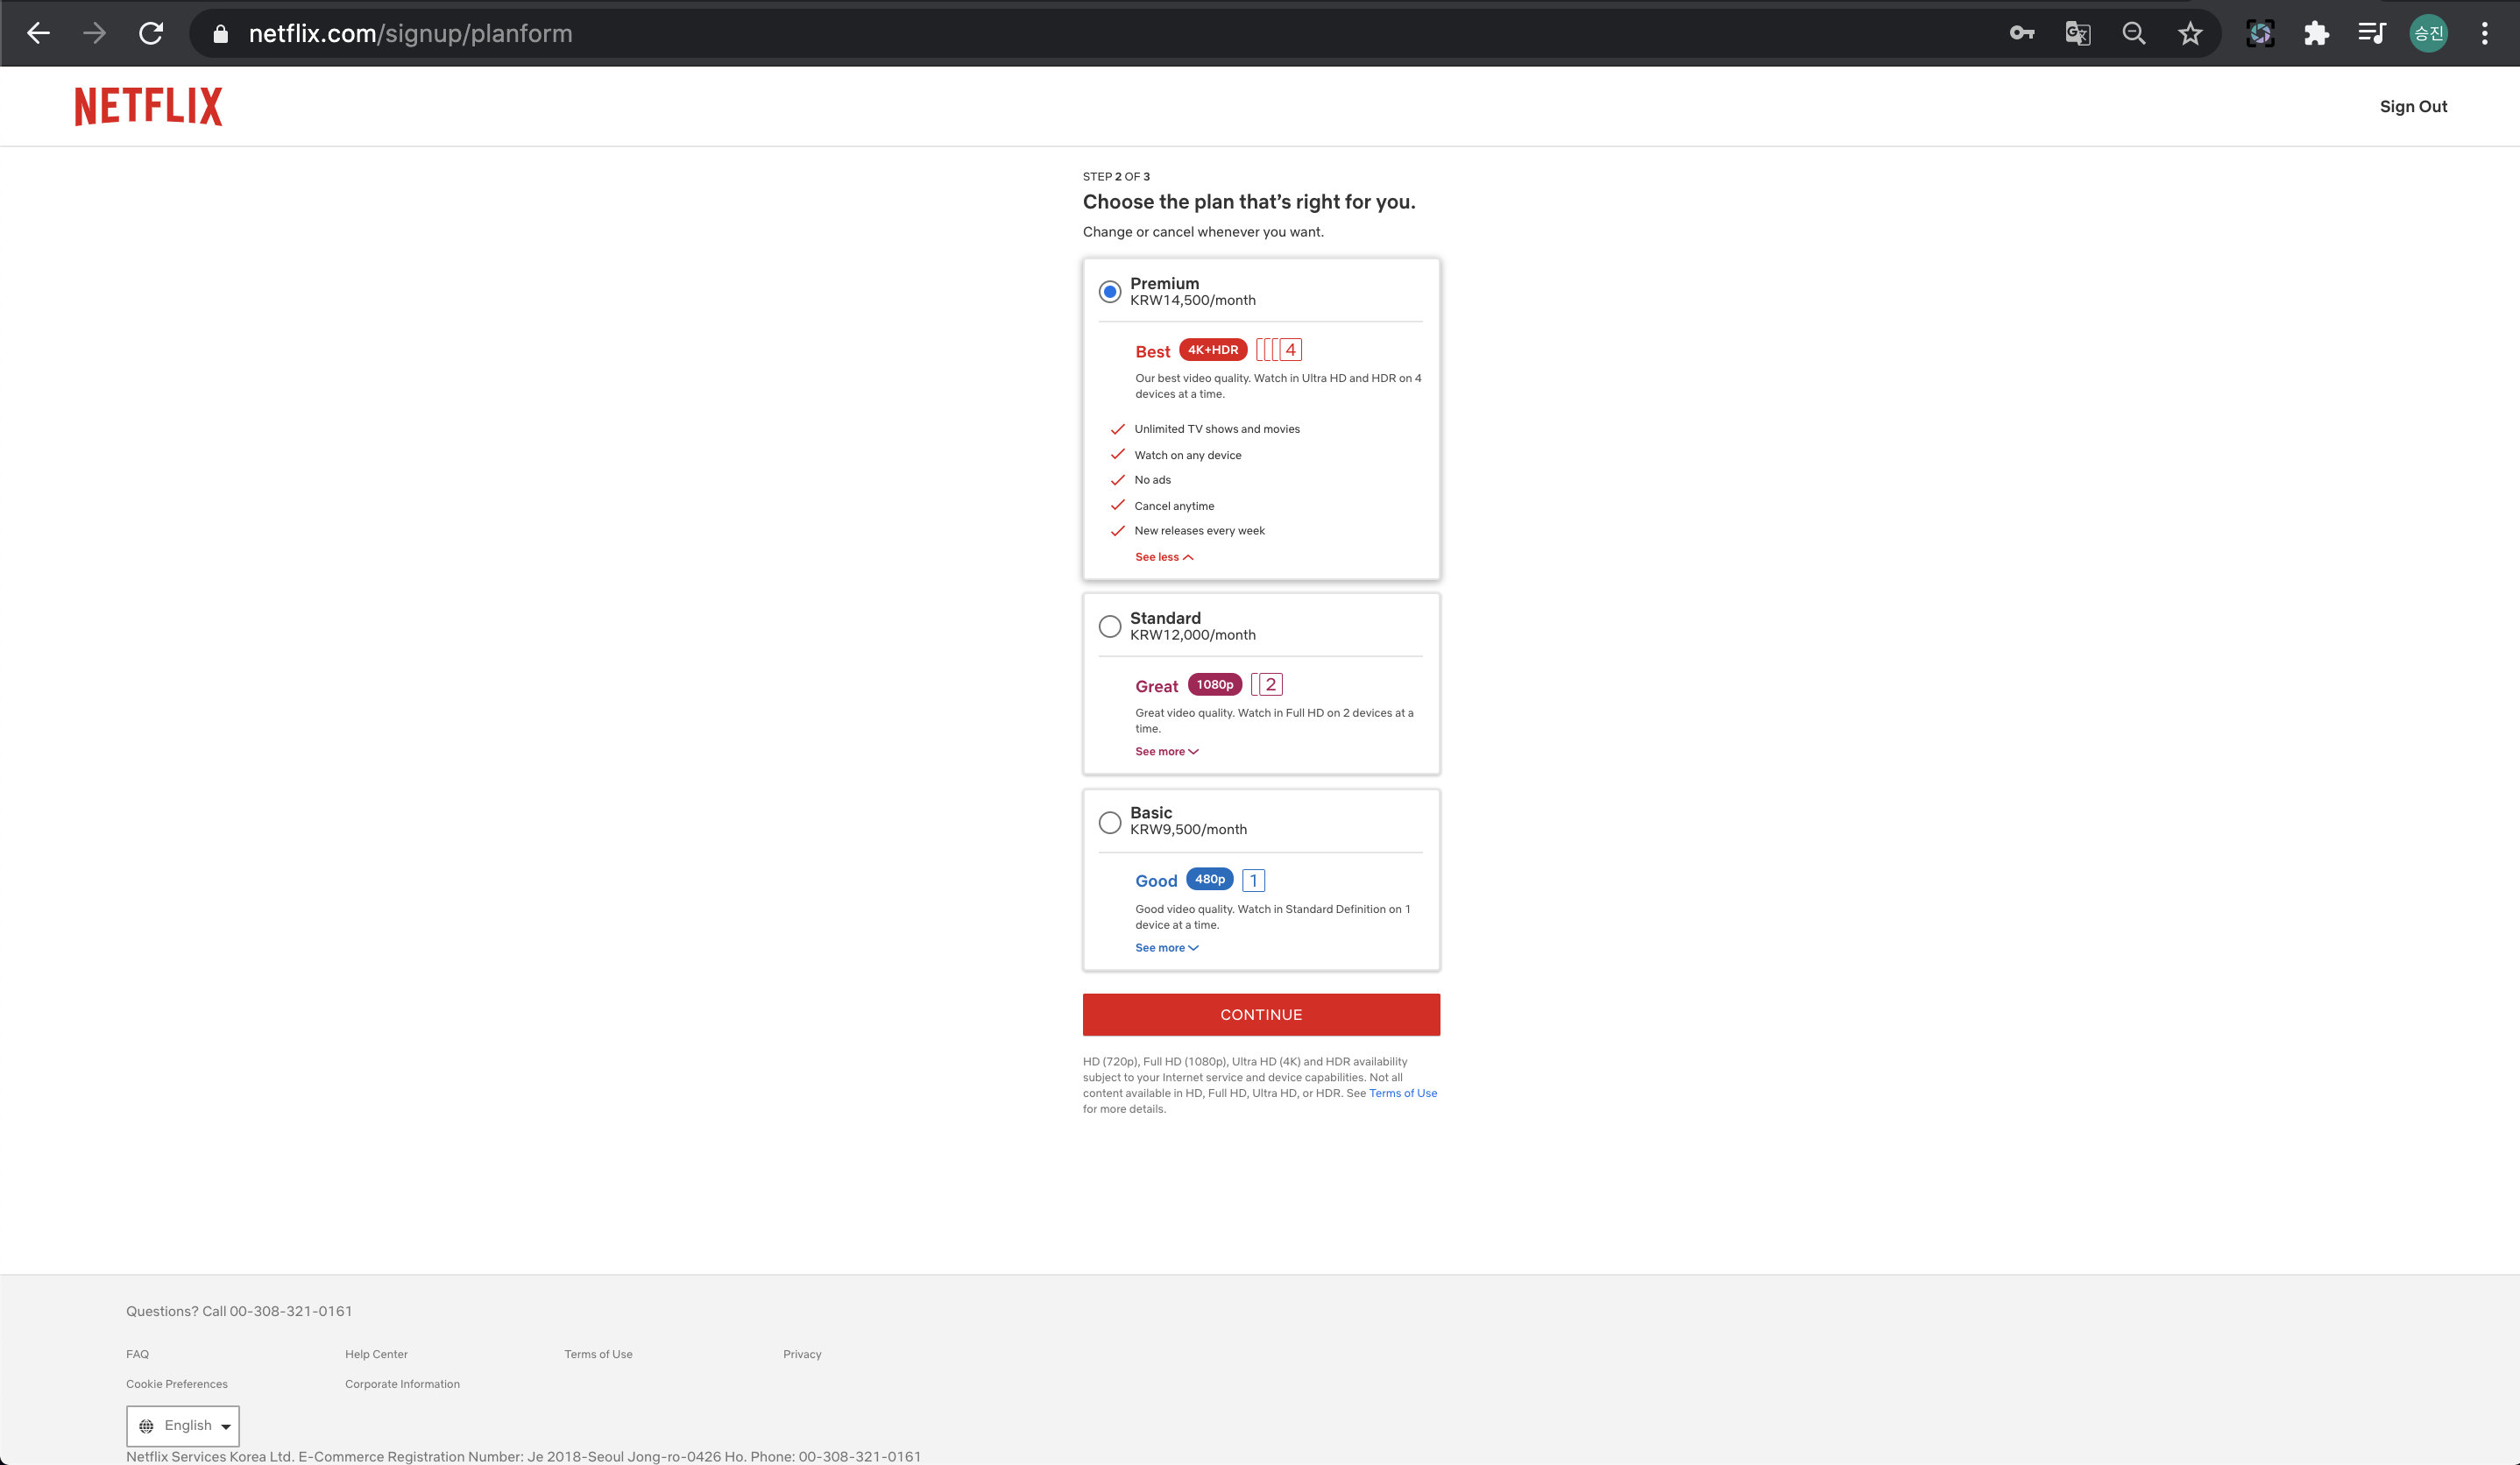 netflix.com/signup/planform
승진
NETFLIX
Sign Out
STEP 2 OF 3
Choose the plan that’s right for you.
Change or cancel whenever you want.
Premium
KRW14,500/month
Best 4K+HDR 4
Our best video quality. Watch in Ultra HD and HDR on 4
devices at a time.
Unlimited TV shows and movies
Watch on any device
No ads
Cancel anytime
New releases every week
See less
Standard
KRW12,000/month
Great 1080p 2
Great video quality. Watch in Full HD on 2 devices at a
time.
See more
Basic
KRW9,500/month
Good 480p 1
Good video quality. Watch in Standard Definition on 1
device at a time.
See more
CONTINUE
HD (720p), Full HD (1080p), Ultra HD (4K) and HDR availability
subject to your Internet service and device capabilities. Not all
content available in HD, Full HD, Ultra HD, or HDR. See Terms of Use
for more details.
Questions? Call 00-308-321-0161
FAQ Help Center Terms of Use Privacy
Cookie Preferences Corporate Information
English
Netflix Services Korea Ltd. E-Commerce Registration Number: Je 2018-Seoul Jong-ro-0426 Ho. Phone: 00-308-321-0161